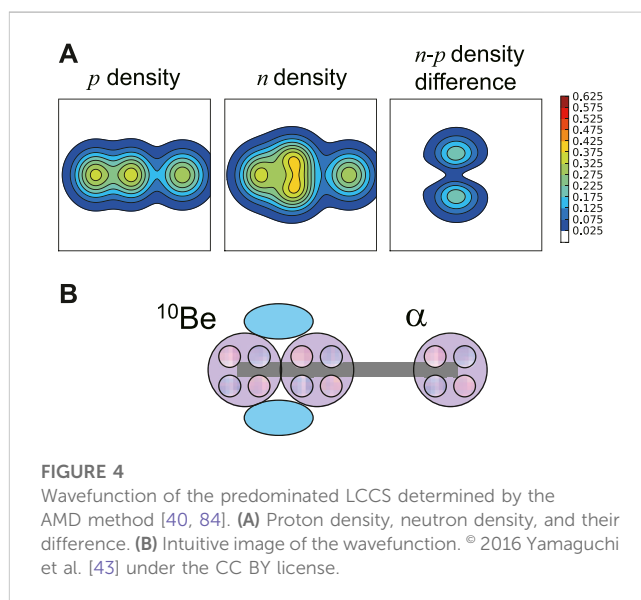 A
p density
n density
n-p density
difference
0.625
0.575
0.525
0.475
0.425
0.375
0.325
0.275
0.225
0.175
0.125
0.075
0.025
B
¹⁰Be
α
FIGURE 4
Wavefunction of the predominated LCCS determined by the
AMD method [40, 84]. (A) Proton density, neutron density, and their
difference. (B) Intuitive image of the wavefunction. © 2016 Yamaguchi
et al. [43] under the CC BY license.